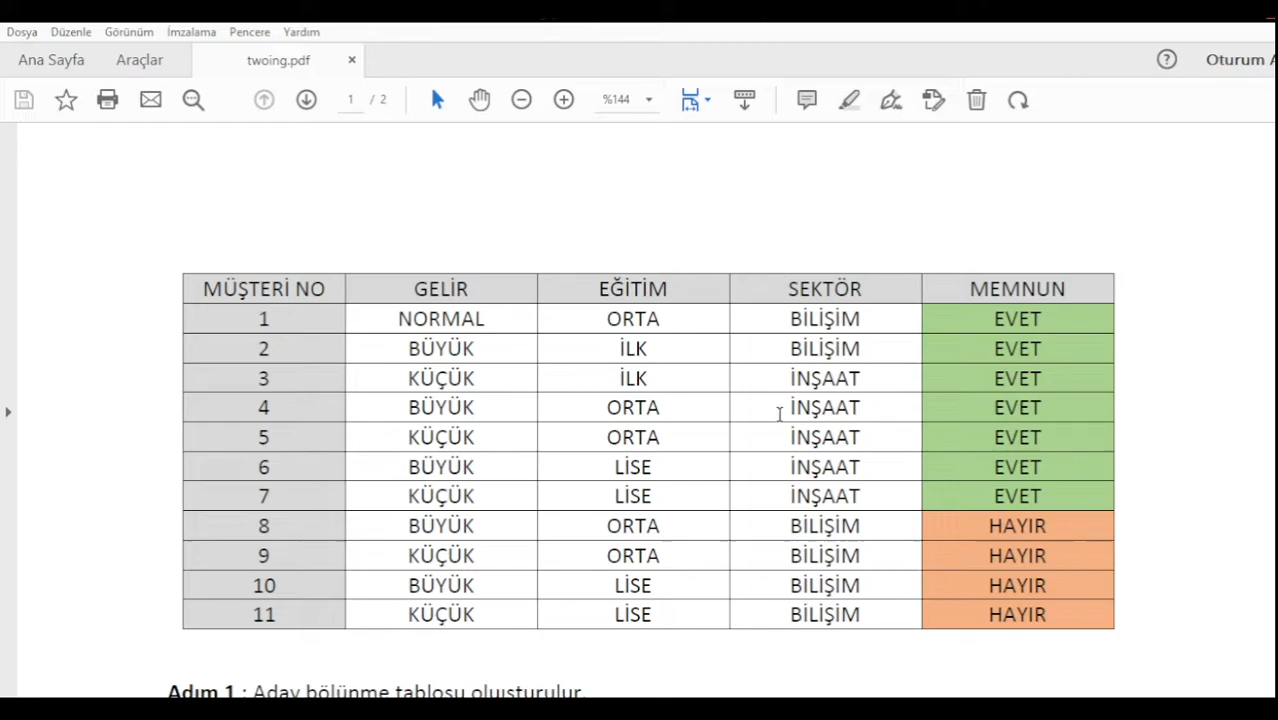 Dosya Düzenle Görünüm İmzalama Pencere Yardım
Ana Sayfa Araçlar twoing.pdf × ? Oturum A
1 / 2 %144
MÜŞTERİ NO GELİR EĞİTİM SEKTÖR MEMNUN
1 NORMAL ORTA BİLİŞİM EVET
2 BÜYÜK İLK BİLİŞİM EVET
3 KÜÇÜK İLK İNŞAAT EVET
4 BÜYÜK ORTA İNŞAAT EVET
5 KÜÇÜK ORTA İNŞAAT EVET
6 BÜYÜK LİSE İNŞAAT EVET
7 KÜÇÜK LİSE İNŞAAT EVET
8 BÜYÜK ORTA BİLİŞİM HAYIR
9 KÜÇÜK ORTA BİLİŞİM HAYIR
10 BÜYÜK LİSE BİLİŞİM HAYIR
11 KÜÇÜK LİSE BİLİŞİM HAYIR
Adım 1 : Aday bölünme tablosu oluşturulur.